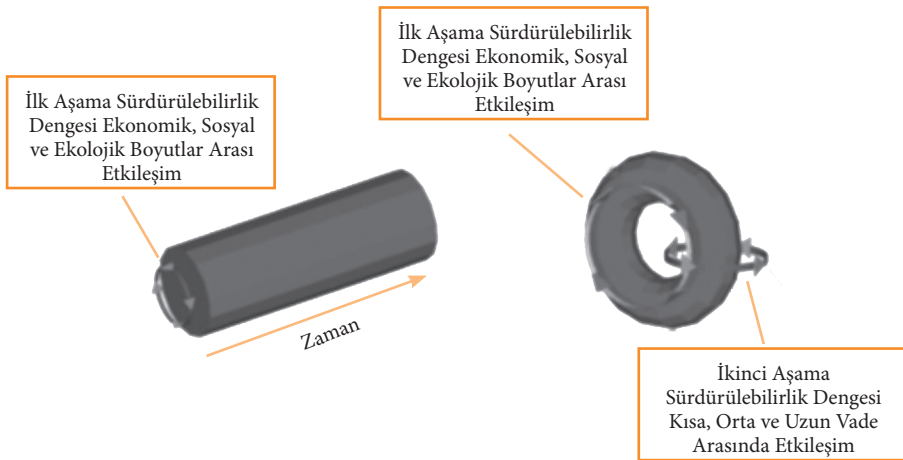 İlk Aşama Sürdürülebilirlik
Dengesi Ekonomik, Sosyal
ve Ekolojik Boyutlar Arası
Etkileşim
Zaman
İlk Aşama Sürdürülebilirlik
Dengesi Ekonomik, Sosyal
ve Ekolojik Boyutlar Arası
Etkileşim
İkinci Aşama
Sürdürülebilirlik Dengesi
Kısa, Orta ve Uzun Vade
Arasında Etkileşim